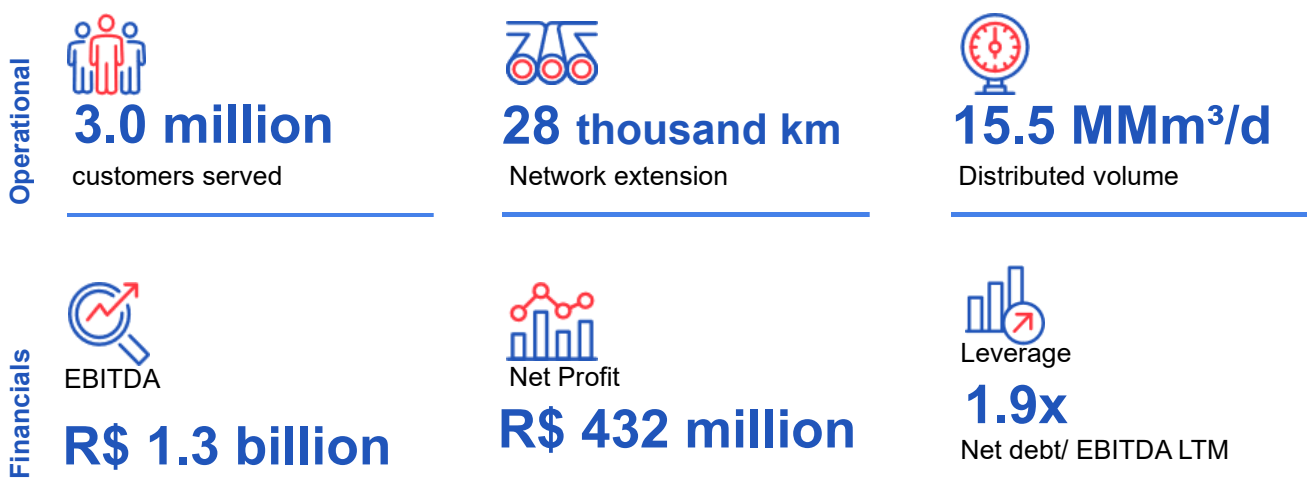 Operational
3.0 million
customers served
28 thousand km
Network extension
15.5 MMm³/d
Distributed volume
Financials
EBITDA
R$ 1.3 billion
Net Profit
R$ 432 million
Leverage
1.9x
Net debt/ EBITDA LTM